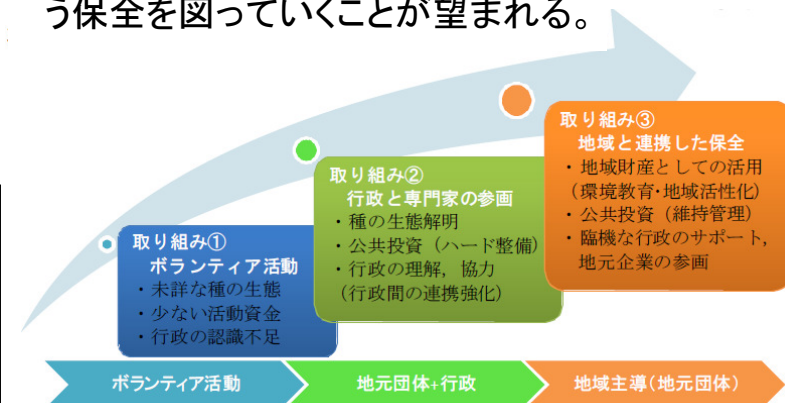 う保全を図っていくことが望まれる。
取り組み①
ボランティア活動
・未詳な種の生態
・少ない活動資金
・行政の認識不足
取り組み②
行政と専門家の参画
・種の生態解明
・公共投資（ハード整備）
・行政の理解，協力
（行政間の連携強化）
取り組み③
地域と連携した保全
・地域財産としての活用
（環境教育・地域活性化）
・公共投資（維持管理）
・臨機な行政のサポート，
地元企業の参画
ボランティア活動
地元団体+行政
地域主導（地元団体）